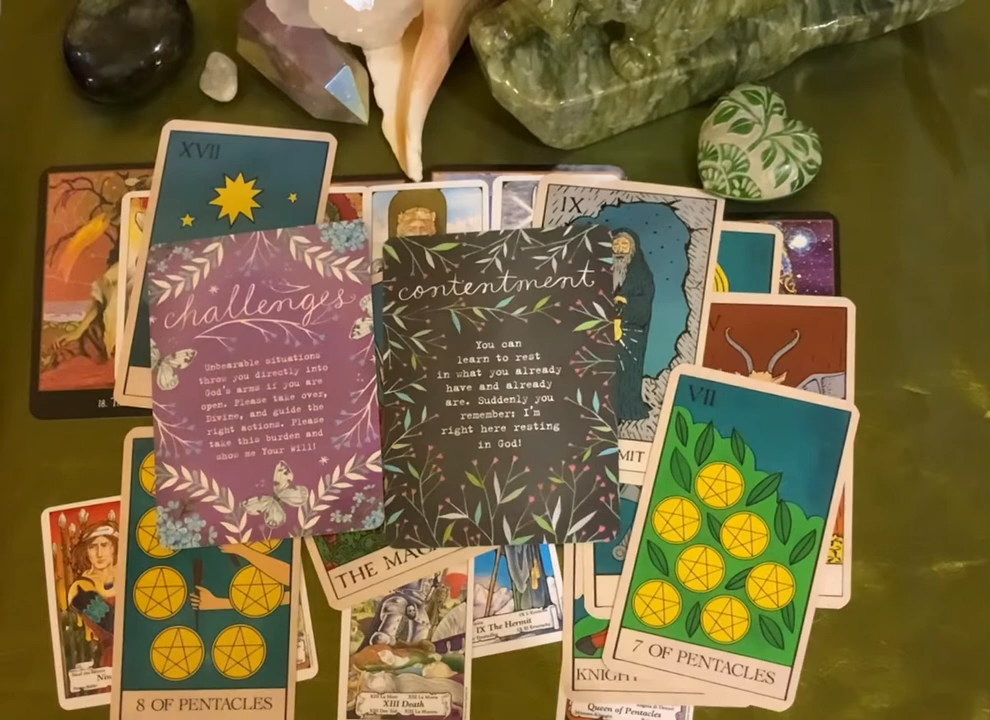 XVII
IX
challenges
Unbearable situations
throw you directly into
God's arms if you are
open. Please take over,
Divine, and guide the
right actions. Please
take this burden and
show me Your will!
contentment
You can
learn to rest
in what you already
have and already
are. Suddenly you
remember: I'm
right here resting
in God!
MIT
V
VII
18.
THE MAG
IX The Hermit
8 OF PENTACLES
XIII Death
KNIGH
7 OF PENTACLES
Queen of Pentacles